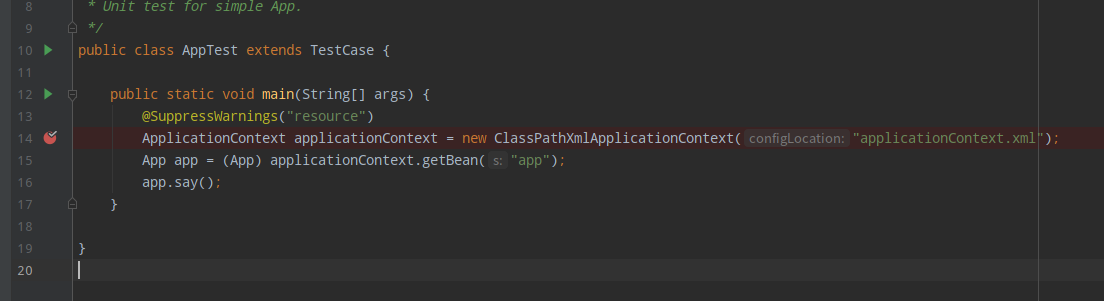 8 * Unit test for simple App.
9 */
10 public class AppTest extends TestCase {
11
12 public static void main(String[] args) {
13 @SuppressWarnings("resource")
14 ApplicationContext applicationContext = new ClassPathXmlApplicationContext( configLocation: "applicationContext.xml");
15 App app = (App) applicationContext.getBean( s: "app");
16 app.say();
17 }
18
19 }
20